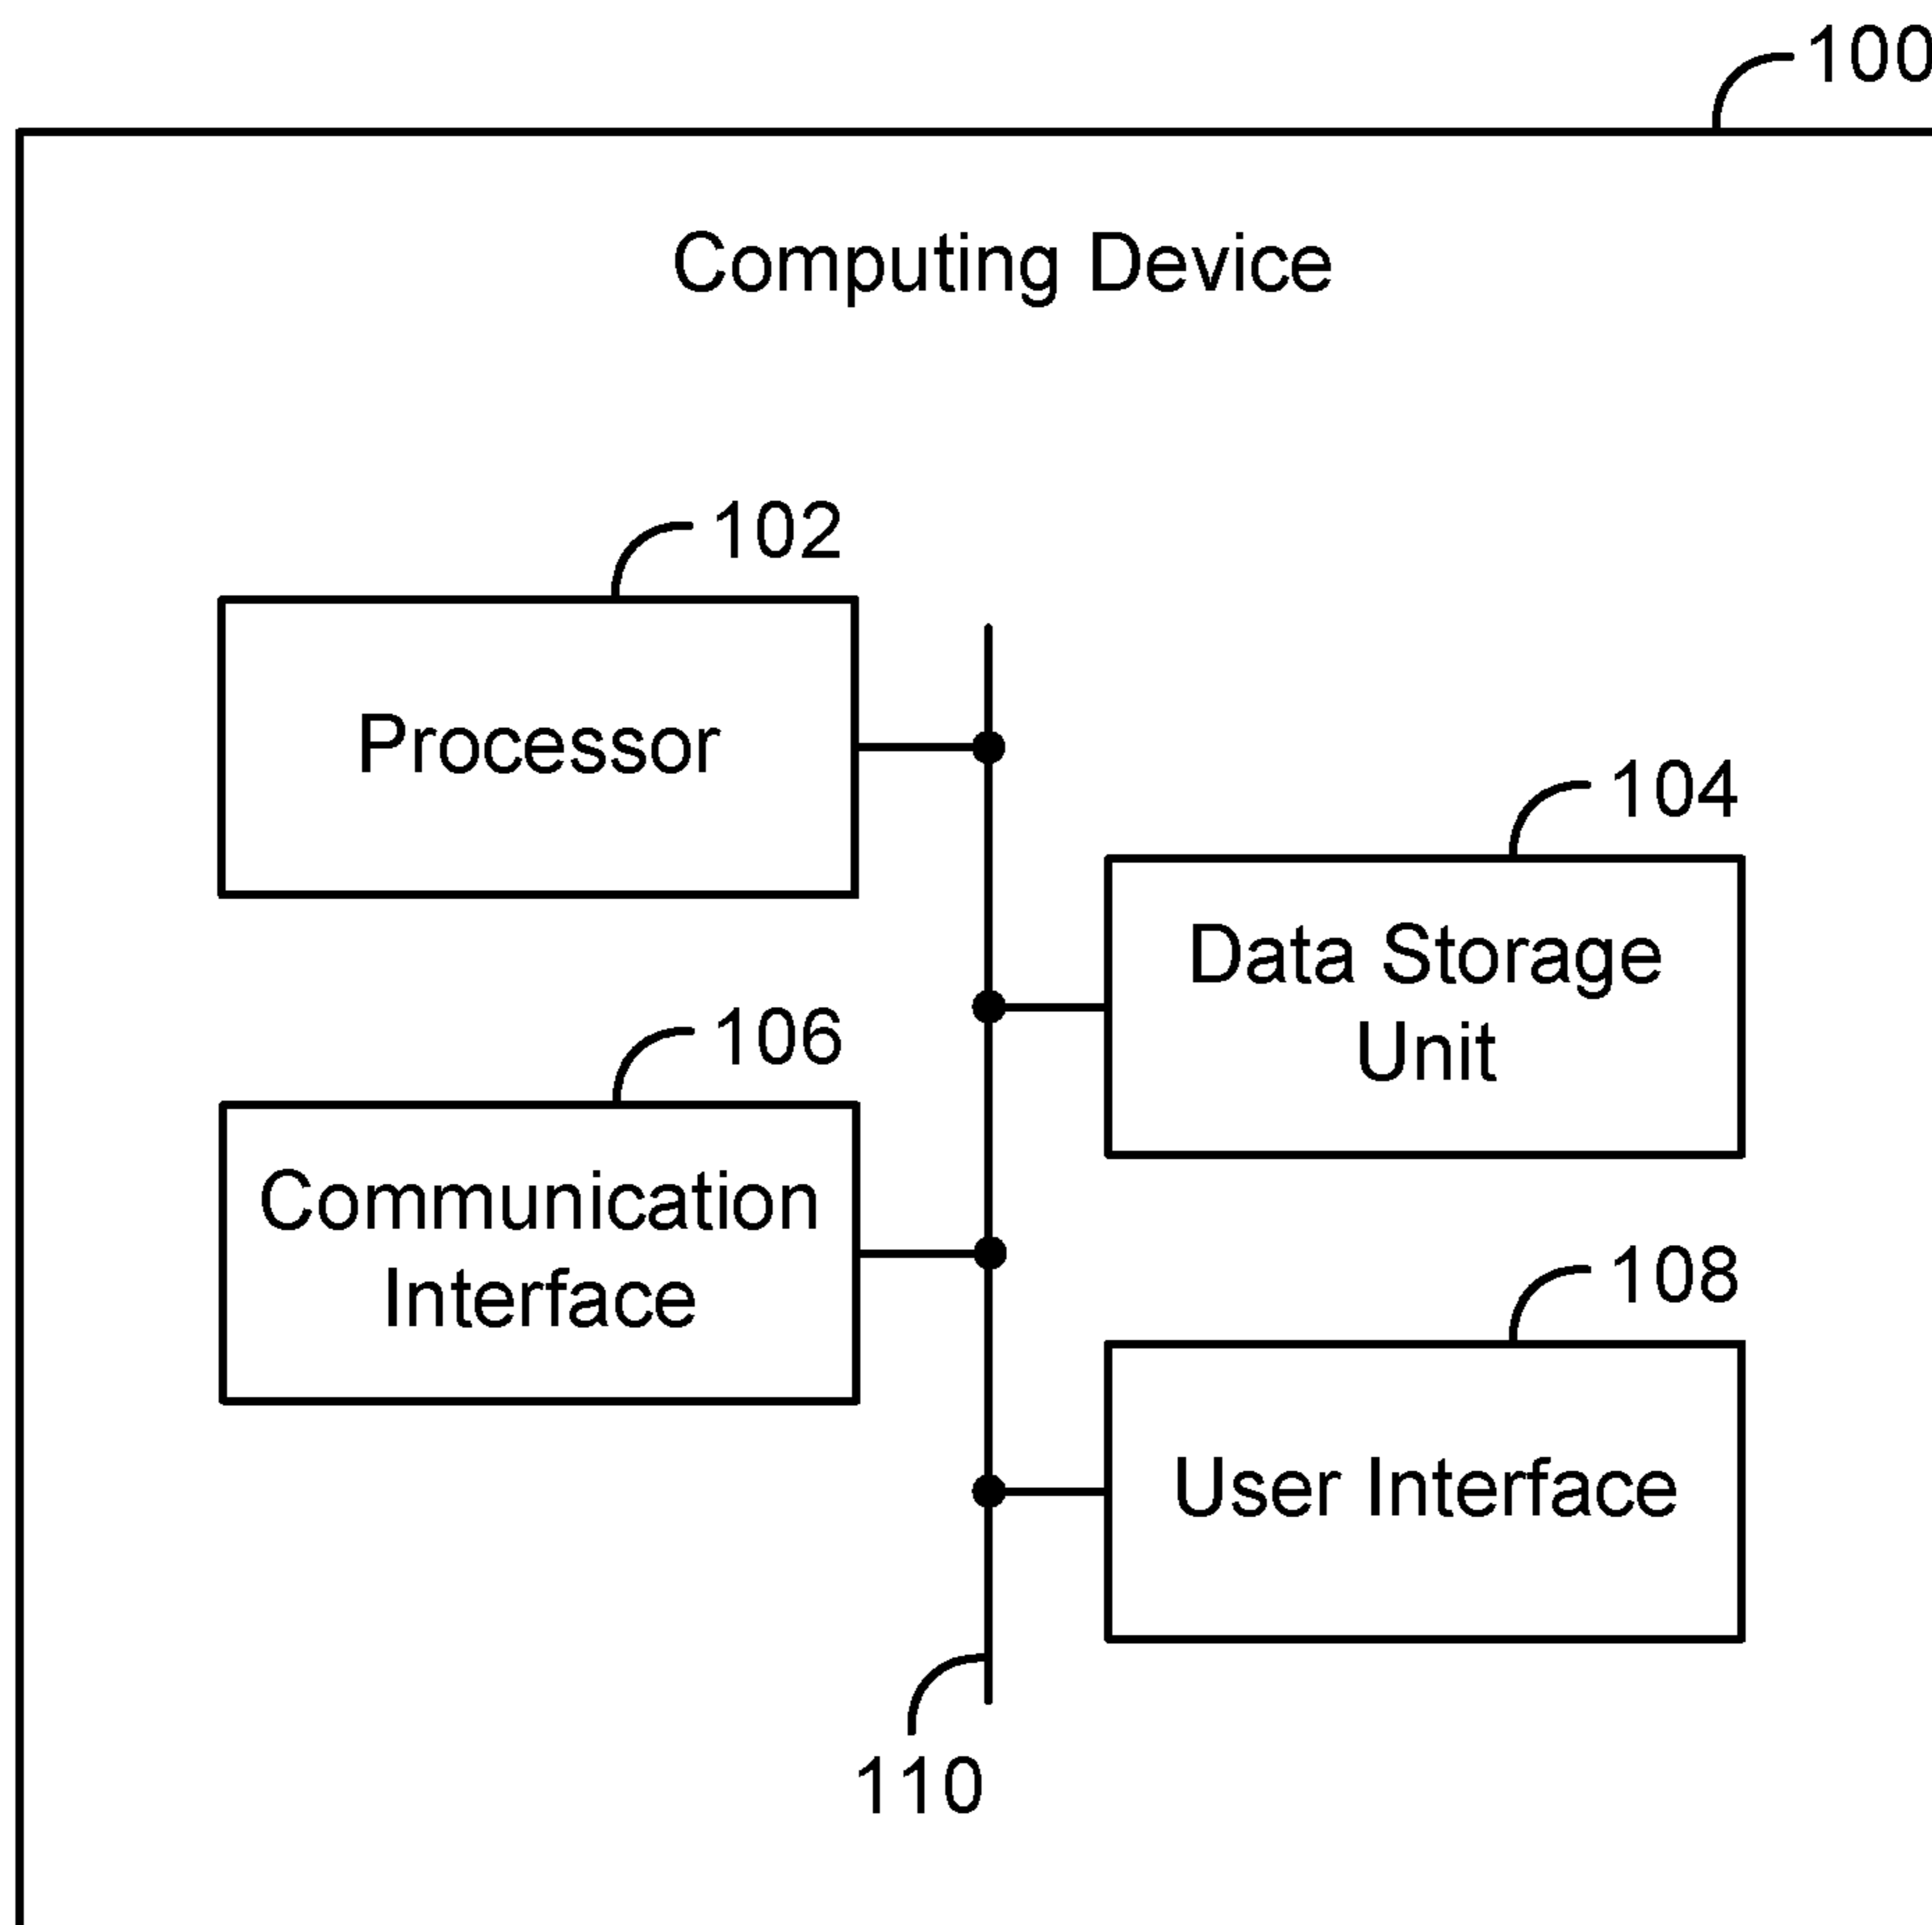 100
Computing Device
102
Processor
104
Data Storage
Unit
106
Communication
Interface
108
User Interface
110